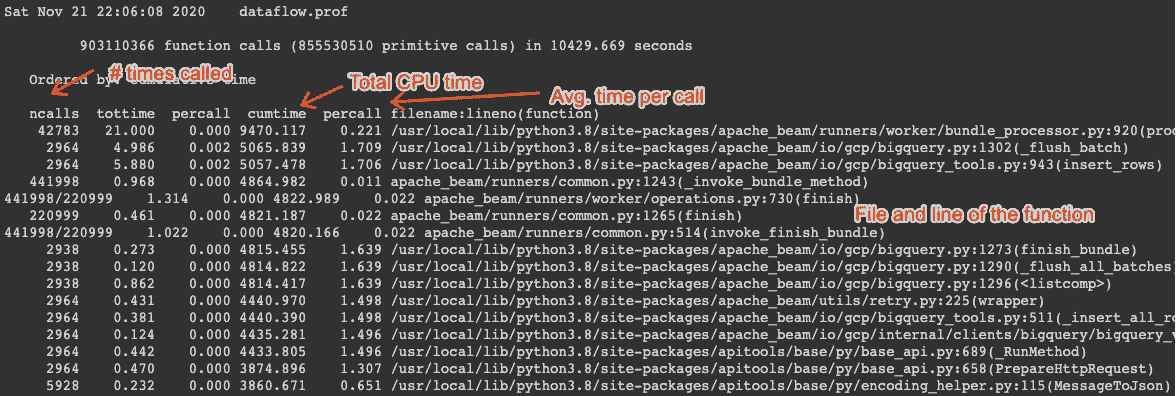 Sat Nov 21 22:06:08 2020    dataflow.prof
903110366 function calls (855530510 primitive calls) in 10429.669 seconds
Ordered by: cumulative time
# times called
Total CPU time
Avg. time per call
ncalls  tottime  percall  cumtime  percall filename:lineno(function)
42783   21.000    0.000 9470.117    0.221 /usr/local/lib/python3.8/site-packages/apache_beam/runners/worker/bundle_processor.py:920(pro
2964    4.986    0.002 5065.839    1.709 /usr/local/lib/python3.8/site-packages/apache_beam/io/gcp/bigquery.py:1302(_flush_batch)
2964    5.880    0.002 5057.478    1.706 /usr/local/lib/python3.8/site-packages/apache_beam/io/gcp/bigquery_tools.py:943(insert_rows)
441998    0.968    0.000 4864.982    0.011 apache_beam/runners/common.py:1243(_invoke_bundle_method)
441998/220999    1.314    0.000 4822.989    0.022 apache_beam/runners/worker/operations.py:730(finish)
220999    0.461    0.000 4821.187    0.022 apache_beam/runners/common.py:1265(finish)
File and line of the function
441998/220999    1.022    0.000 4820.166    0.022 apache_beam/runners/common.py:514(invoke_finish_bundle)
2938    0.273    0.000 4815.455    1.639 /usr/local/lib/python3.8/site-packages/apache_beam/io/gcp/bigquery.py:1273(finish_bundle)
2938    0.120    0.000 4814.822    1.639 /usr/local/lib/python3.8/site-packages/apache_beam/io/gcp/bigquery.py:1290(_flush_all_batches)
2938    0.862    0.000 4814.417    1.639 /usr/local/lib/python3.8/site-packages/apache_beam/io/gcp/bigquery.py:1296(<listcomp>)
2964    0.431    0.000 4440.970    1.498 /usr/local/lib/python3.8/site-packages/apache_beam/utils/retry.py:225(wrapper)
2964    0.381    0.000 4440.390    1.498 /usr/local/lib/python3.8/site-packages/apache_beam/io/gcp/bigquery_tools.py:511(_insert_all_ro
2964    0.124    0.000 4435.281    1.496 /usr/local/lib/python3.8/site-packages/apache_beam/io/gcp/internal/clients/bigquery/bigquery_v
2964    0.442    0.000 4433.805    1.496 /usr/local/lib/python3.8/site-packages/apitools/base/py/base_api.py:689(_RunMethod)
2964    0.470    0.000 3874.896    1.307 /usr/local/lib/python3.8/site-packages/apitools/base/py/base_api.py:658(PrepareHttpRequest)
5928    0.232    0.000 3860.671    0.651 /usr/local/lib/python3.8/site-packages/apitools/base/py/encoding_helper.py:115(MessageToJson)